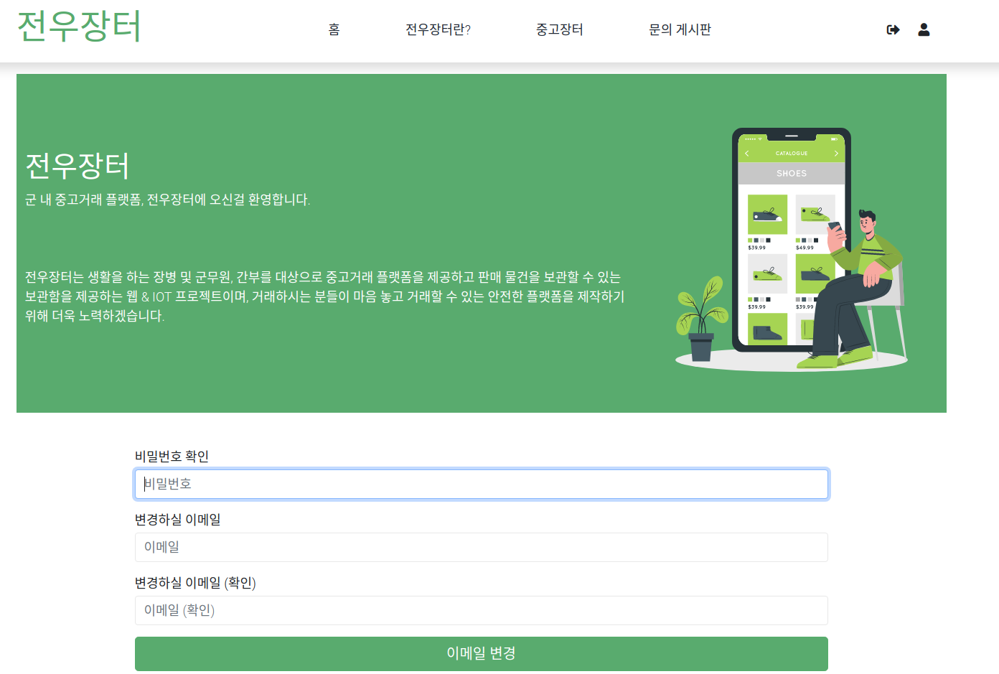 전우장터
홈
전우장터란?
중고장터
문의 게시판
전우장터
군 내 중고거래 플랫폼, 전우장터에 오신걸 환영합니다.
전우장터는 생활을 하는 장병 및 군무원, 간부를 대상으로 중고거래 플랫폼을 제공하고 판매 물건을 보관할 수 있는
보관함을 제공하는 웹 & IOT 프로젝트이며, 거래하시는 분들이 마음 놓고 거래할 수 있는 안전한 플랫폼을 제작하기
위해 더욱 노력하겠습니다.
CATALOGUE
SHOES
$39.99
$49.99
$39.99
$39.99
비밀번호 확인
비밀번호
변경하실 이메일
이메일
변경하실 이메일 (확인)
이메일 (확인)
이메일 변경